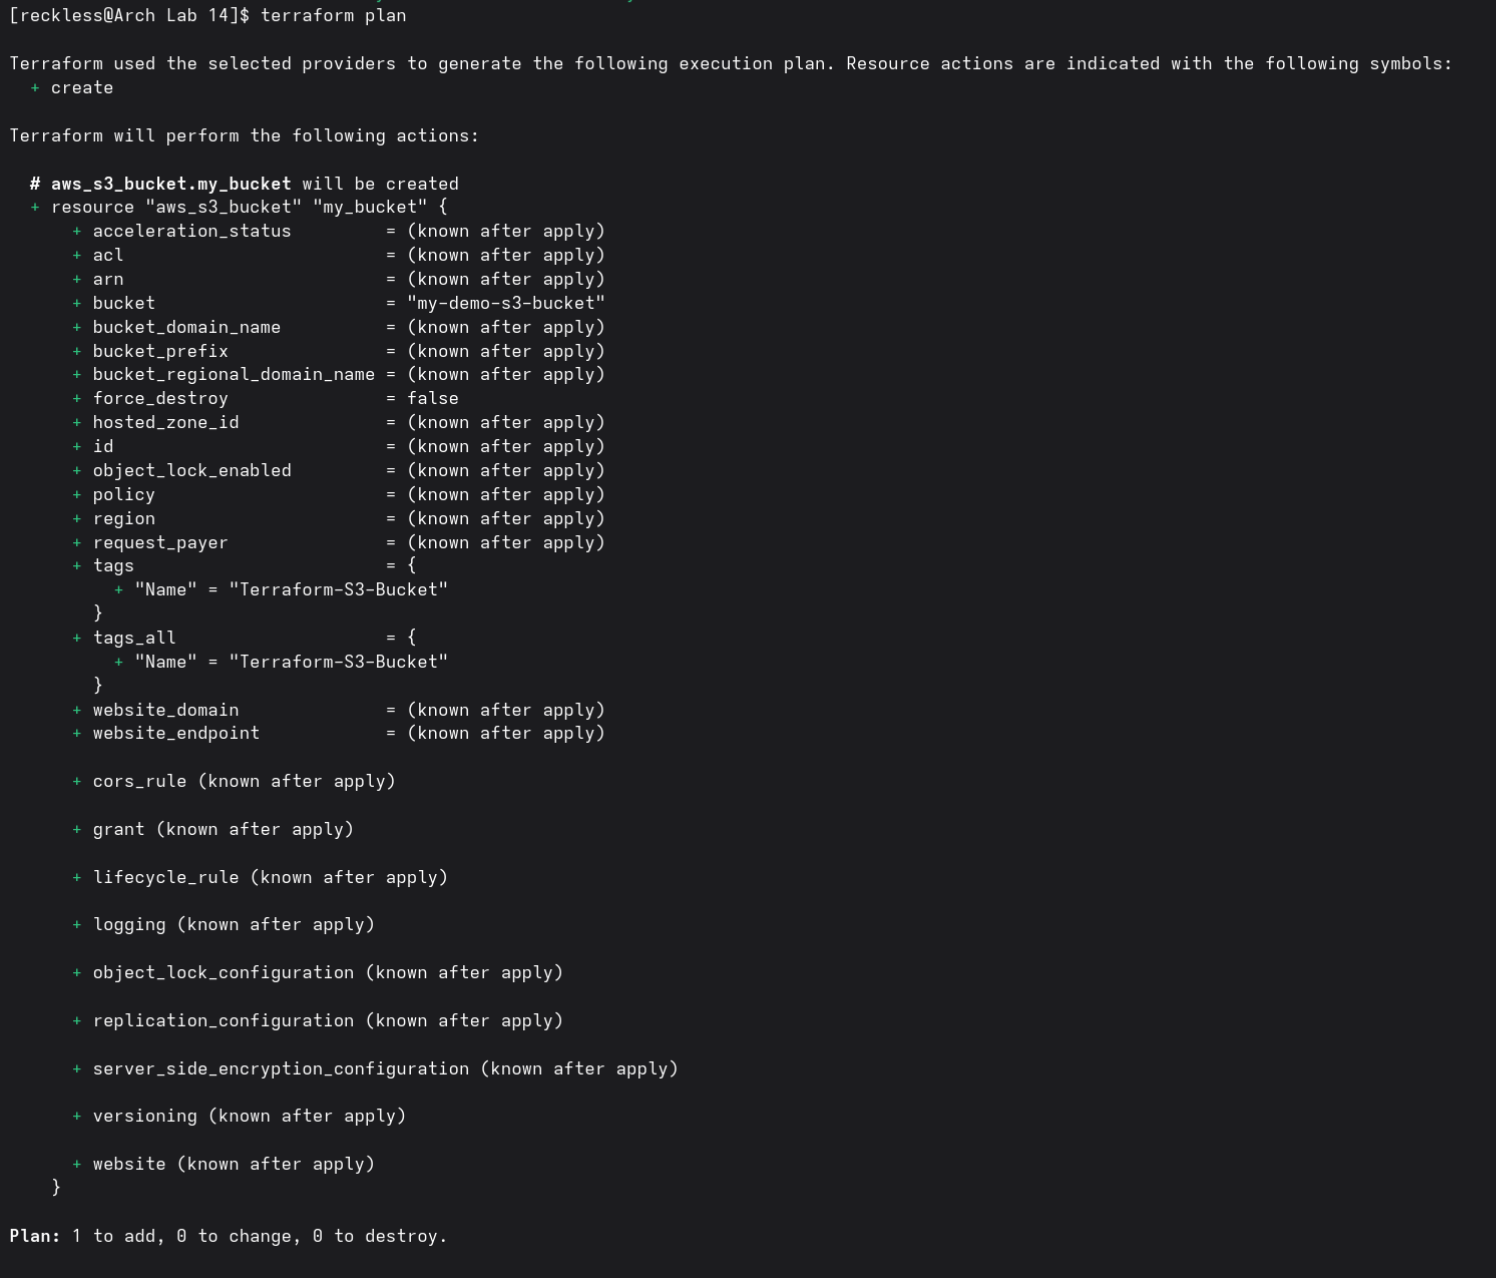 [reckless@Arch Lab 14]$ terraform plan
Terraform used the selected providers to generate the following execution plan. Resource actions are indicated with the following symbols:
+ create
Terraform will perform the following actions:
# aws_s3_bucket.my_bucket will be created
+ resource "aws_s3_bucket" "my_bucket" {
+ acceleration_status = (known after apply)
+ acl = (known after apply)
+ arn = (known after apply)
+ bucket = "my-demo-s3-bucket"
+ bucket_domain_name = (known after apply)
+ bucket_prefix = (known after apply)
+ bucket_regional_domain_name = (known after apply)
+ force_destroy = false
+ hosted_zone_id = (known after apply)
+ id = (known after apply)
+ object_lock_enabled = (known after apply)
+ policy = (known after apply)
+ region = (known after apply)
+ request_payer = (known after apply)
+ tags = {
+ "Name" = "Terraform-S3-Bucket"
}
+ tags_all = {
+ "Name" = "Terraform-S3-Bucket"
}
+ website_domain = (known after apply)
+ website_endpoint = (known after apply)
+ cors_rule (known after apply)
+ grant (known after apply)
+ lifecycle_rule (known after apply)
+ logging (known after apply)
+ object_lock_configuration (known after apply)
+ replication_configuration (known after apply)
+ server_side_encryption_configuration (known after apply)
+ versioning (known after apply)
+ website (known after apply)
}
Plan: 1 to add, 0 to change, 0 to destroy.